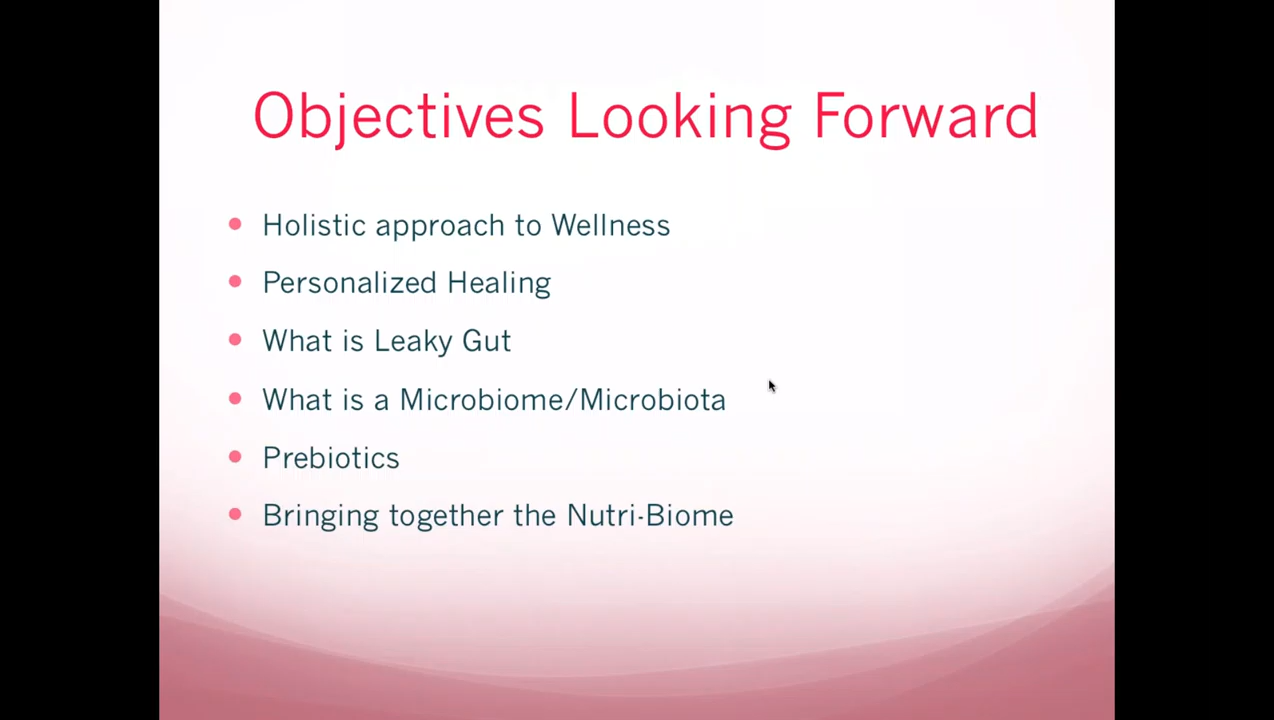 Objectives Looking Forward
Holistic approach to Wellness
Personalized Healing
What is Leaky Gut
What is a Microbiome/Microbiota
Prebiotics
Bringing together the Nutri-Biome